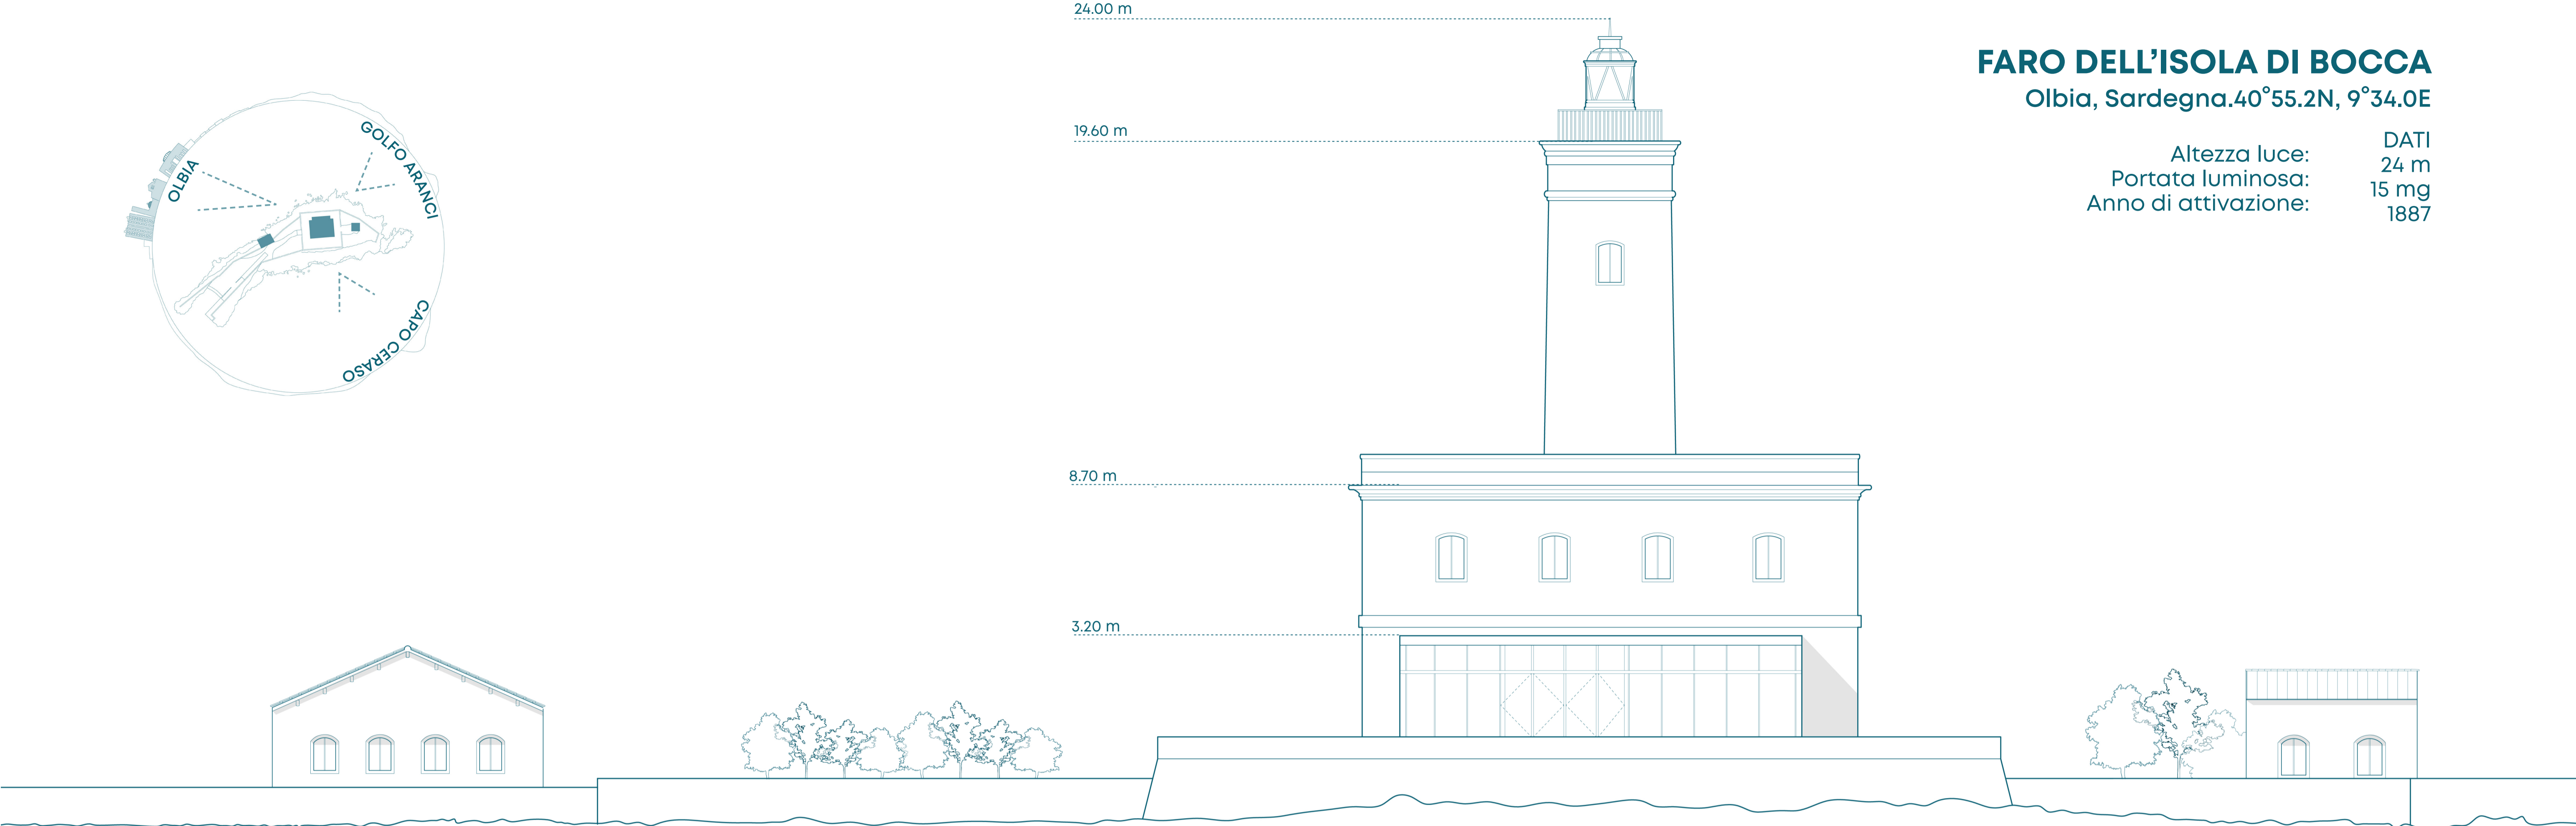 24.00 m
FARO DELL'ISOLA DI BOCCA
Olbia, Sardegna.40°55.2N, 9°34.0E
DATI
Altezza luce: 24 m
Portata luminosa: 15 mg
Anno di attivazione: 1887
19.60 m
GOLFO ARANCI
OLBIA
CAPO CERASO
8.70 m
3.20 m